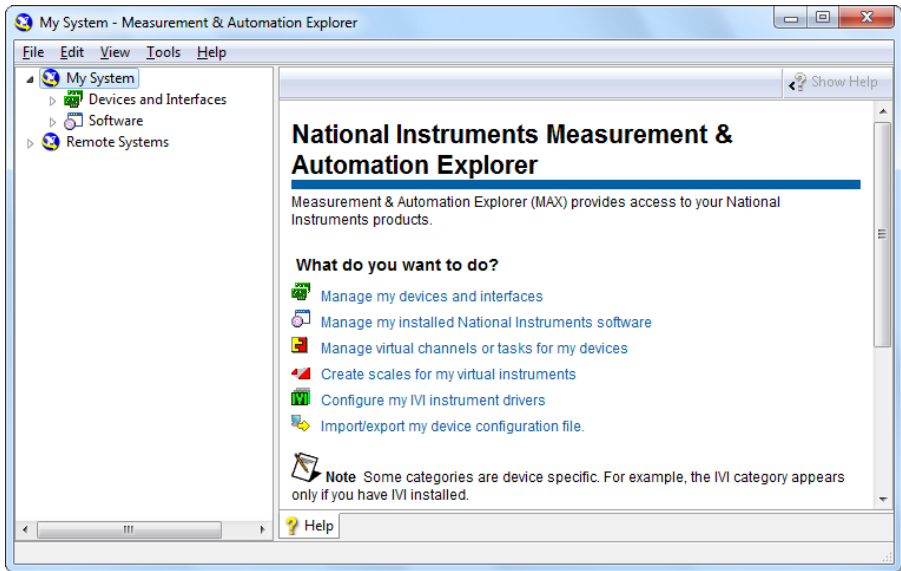 My System - Measurement & Automation Explorer
File Edit View Tools Help
My System
Devices and Interfaces
Software
Remote Systems
Show Help
National Instruments Measurement &
Automation Explorer
Measurement & Automation Explorer (MAX) provides access to your National
Instruments products.
What do you want to do?
Manage my devices and interfaces
Manage my installed National Instruments software
Manage virtual channels or tasks for my devices
Create scales for my virtual instruments
IVI Configure my IVI instrument drivers
Import/export my device configuration file.
Note Some categories are device specific. For example, the IVI category appears
only if you have IVI installed.
Help